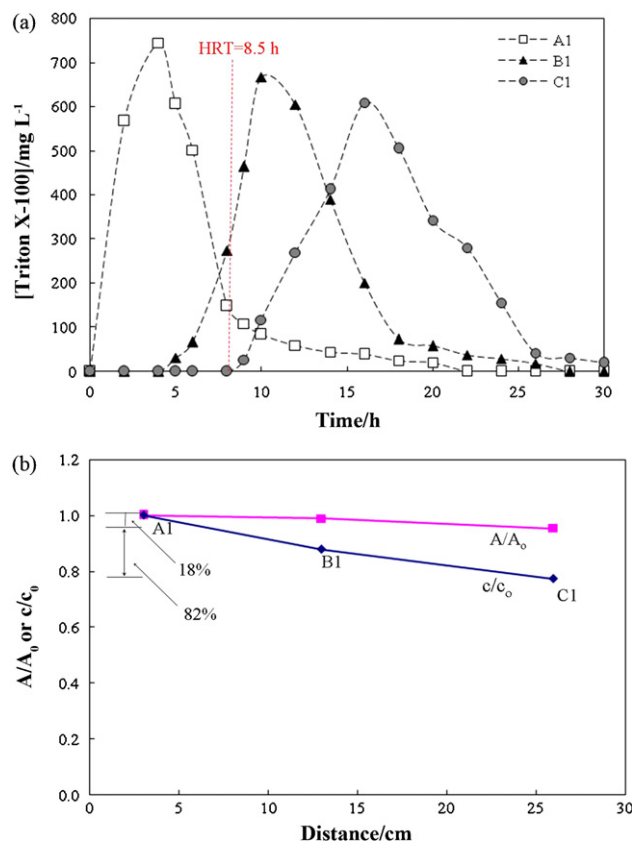 (a)
800
700
600
500
400
300
200
100
0
[Triton X-100]/mg L⁻¹
HRT=8.5 h
A1
B1
C1
0 5 10 15 20 25 30
Time/h
(b)
1.2
1.0
0.8
0.6
0.4
0.2
0.0
A/A₀ or c/c₀
A1
18%
82%
B1
A/Aₒ
c/cₒ
C1
0 5 10 15 20 25 30
Distance/cm